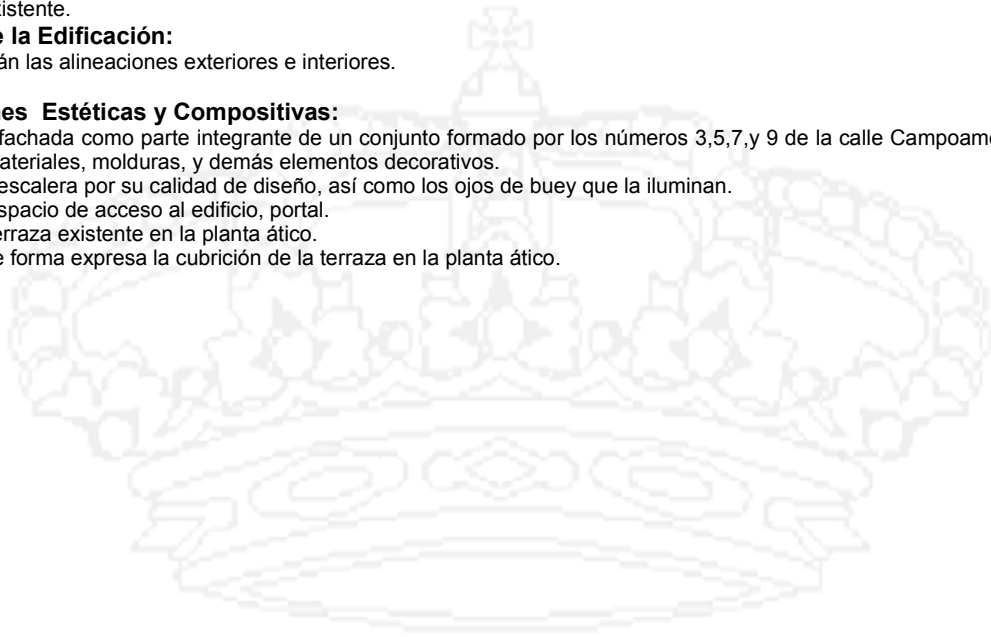 xistente.
e la Edificación:
án las alineaciones exteriores e interiores.
nes Estéticas y Compositivas:
fachada como parte integrante de un conjunto formado por los números 3,5,7,y 9 de la calle Campoamo
ateriales, molduras, y demás elementos decorativos.
escalera por su calidad de diseño, así como los ojos de buey que la iluminan.
spacio de acceso al edificio, portal.
erraza existente en la planta ático.
e forma expresa la cubrición de la terraza en la planta ático.